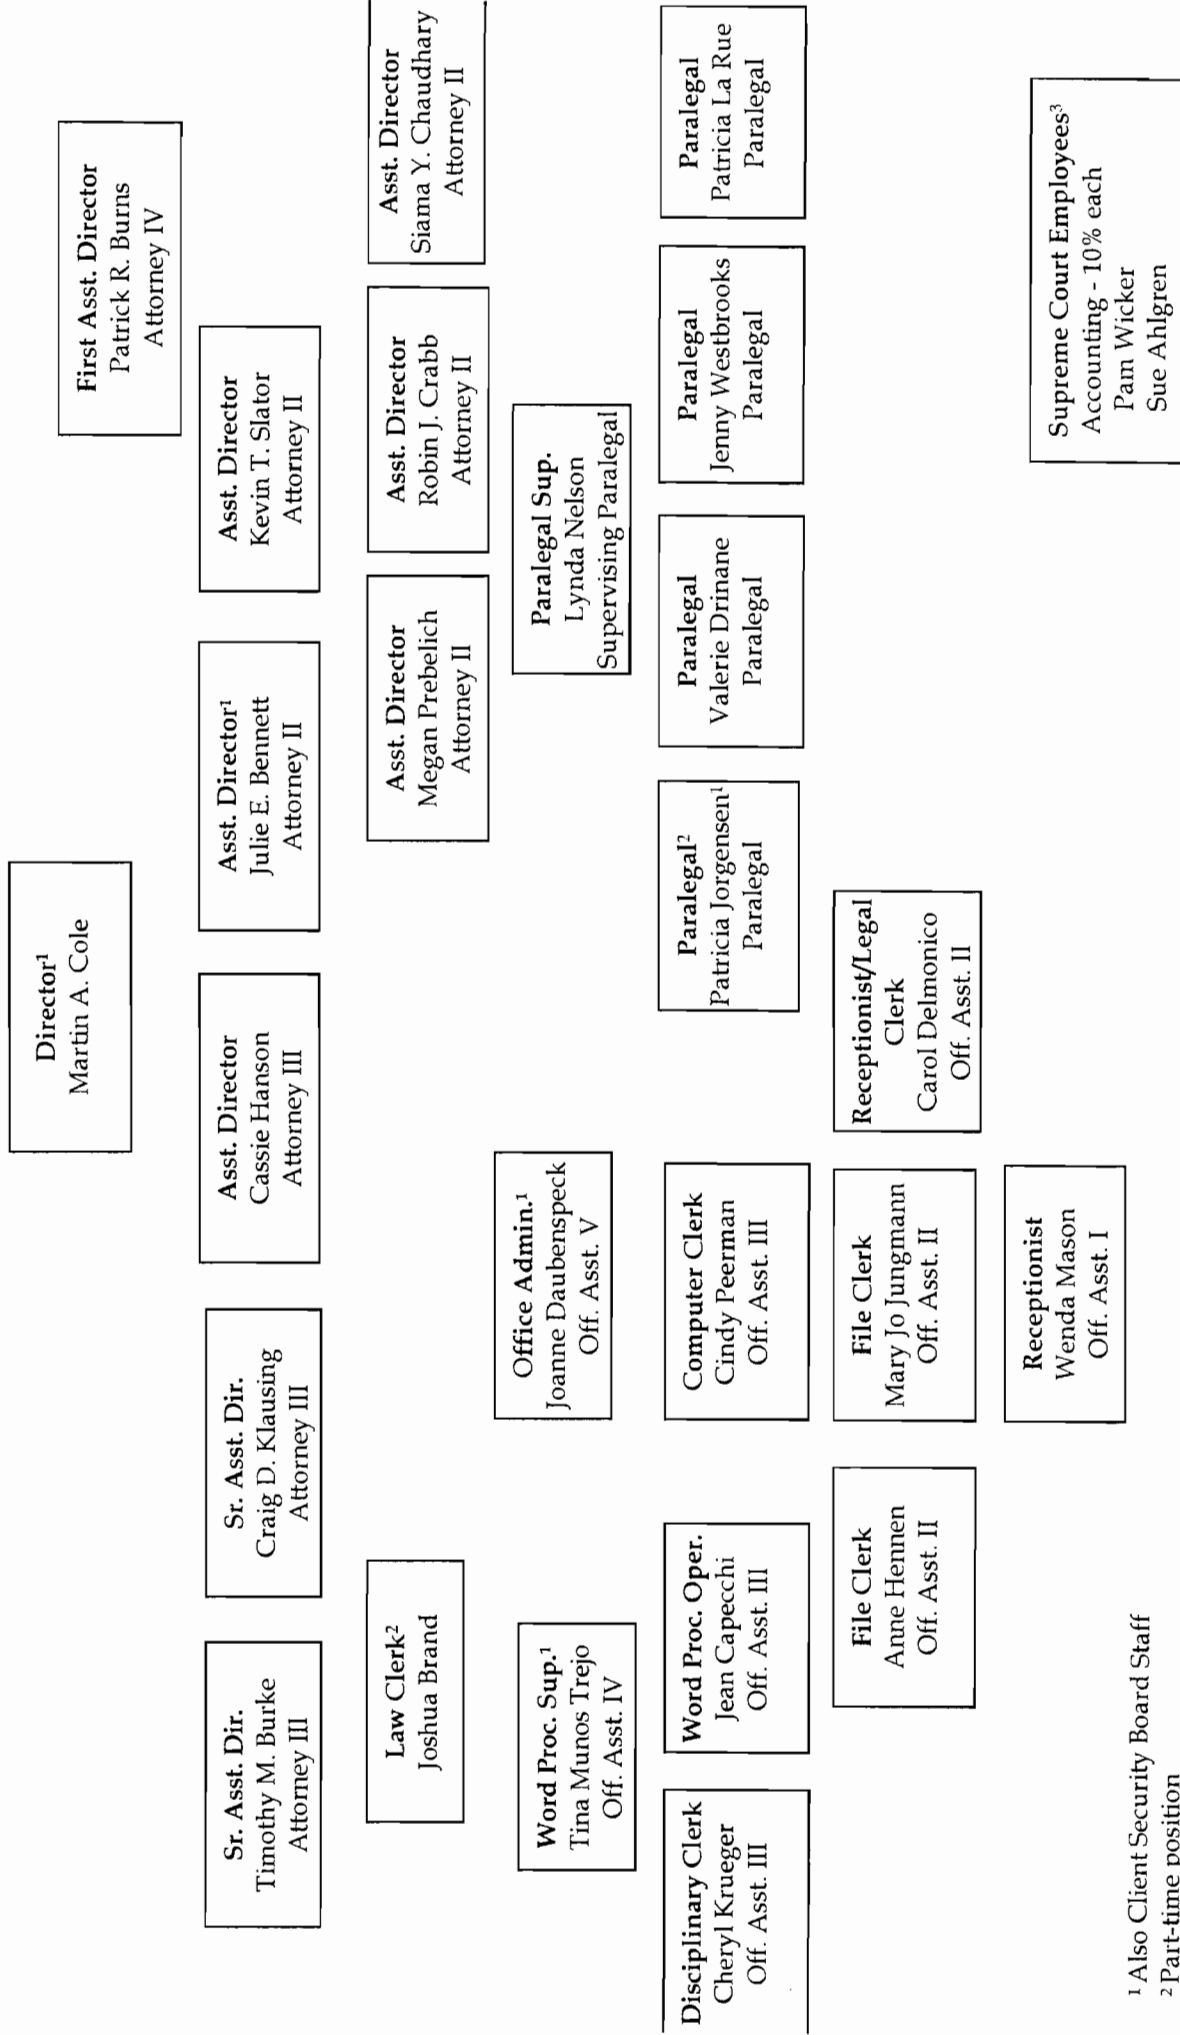 Director¹
Martin A. Cole
First Asst. Director
Patrick R. Burns
Attorney IV
Sr. Asst. Dir.
Timothy M. Burke
Attorney III
Sr. Asst. Dir.
Craig D. Klausing
Attorney III
Asst. Director
Cassie Hanson
Attorney III
Asst. Director¹
Julie E. Bennett
Attorney II
Asst. Director
Kevin T. Slator
Attorney II
Law Clerk²
Joshua Brand
Asst. Director
Megan Prebelich
Attorney II
Asst. Director
Robin J. Crabb
Attorney II
Asst. Director
Siama Y. Chaudhary
Attorney II
Word Proc. Sup.¹
Tina Munos Trejo
Off. Asst. IV
Office Admin.¹
Joanne Daubenspeck
Off. Asst. V
Paralegal Sup.
Lynda Nelson
Supervising Paralegal
Disciplinary Clerk
Cheryl Krueger
Off. Asst. III
Word Proc. Oper.
Jean Capecchi
Off. Asst. III
Computer Clerk
Cindy Peerman
Off. Asst. III
Paralegal²
Patricia Jorgensen¹
Paralegal
Paralegal
Valerie Drinane
Paralegal
Paralegal
Jenny Westbrooks
Paralegal
Paralegal
Patricia La Rue
Paralegal
File Clerk
Anne Hennen
Off. Asst. II
File Clerk
Mary Jo Jungmann
Off. Asst. II
Receptionist/Legal
Clerk
Carol Delmonico
Off. Asst. II
Receptionist
Wenda Mason
Off. Asst. I
Supreme Court Employees³
Accounting - 10% each
Pam Wicker
Sue Ahlgren
¹ Also Client Security Board Staff
² Part-time position